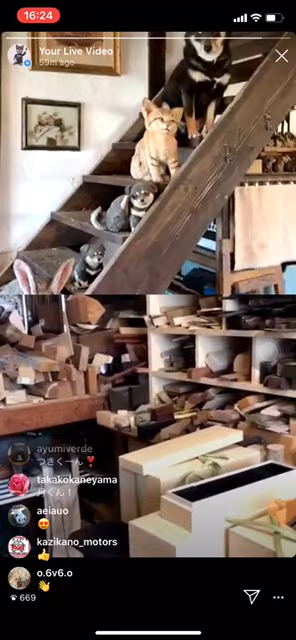 16:24
Your Live Video
59m ago
ayumiverde
つきくーん❣️
takakokaneyama
月くん！
aeiauo
😍
kazikano_motors
👍
o.6v6.o
👋
669